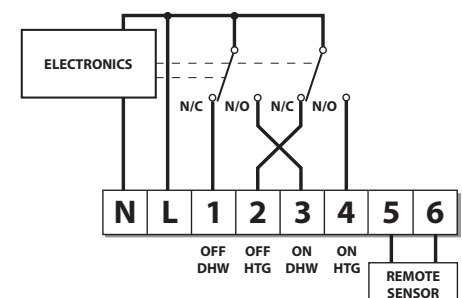 ELECTRONICS
N/C N/O N/C N/O
N L 1 2 3 4 5 6
OFF OFF ON ON
DHW HTG DHW HTG
REMOTE
SENSOR